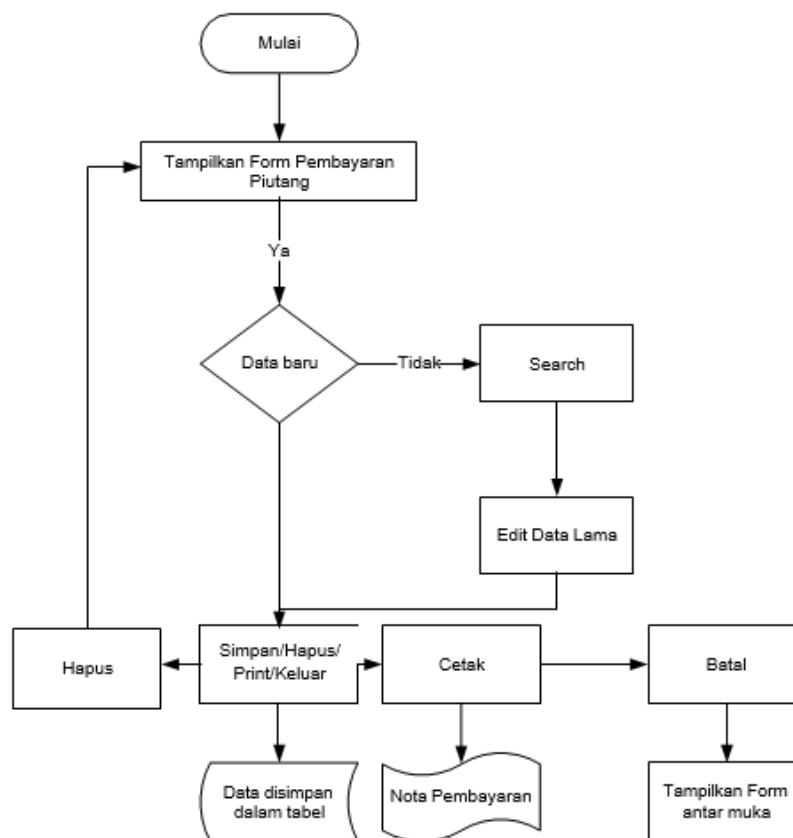 Mulai
Tampilkan Form Pembayaran
Piutang
Ya
Data baru
Tidak
Search
Edit Data Lama
Hapus
Simpan/Hapus/
Print/Keluar
Cetak
Batal
Data disimpan
dalam tabel
Nota Pembayaran
Tampilkan Form
antar muka